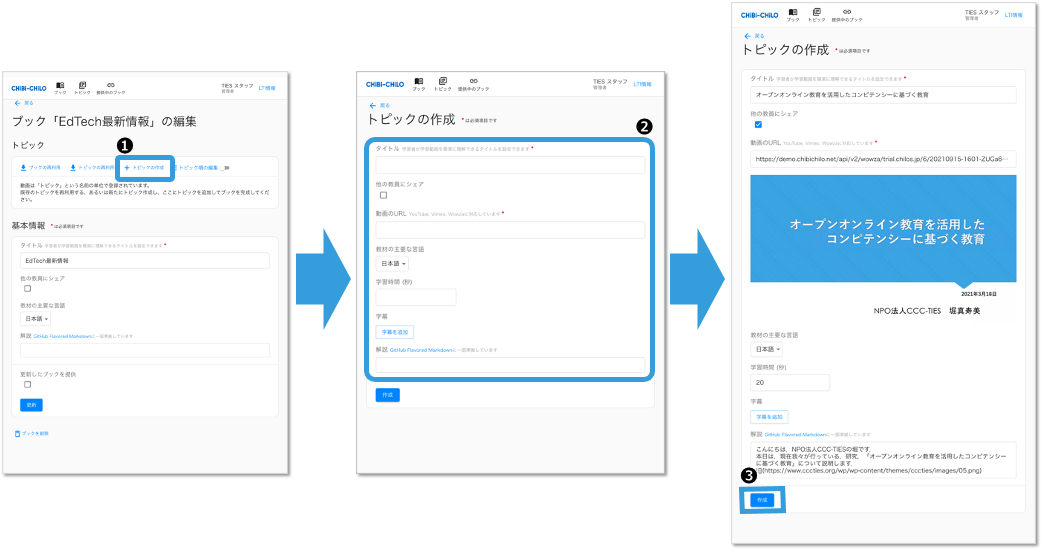 CHiBi-CHiLO
ブック
トピック
提供中のブック
TIES スタッフ
管理者
LTI情報
戻る
ブック「EdTech最新情報」の編集
トピック
❶
ブックの再利用
トピックの再利用
トピックの作成
トピック順の編集
動画は「トピック」という名前の単位で登録されています。
既存のトピックを再利用する、あるいは新たにトピック作成し、ここにトピックを追加してブックを完成してくだ
さい。
基本情報 *は必須項目です
タイトル 学習者が学習範囲を簡潔に理解できるタイトルを設定できます *
EdTech最新情報
他の教員にシェア
教材の主要な言語
日本語
解説 GitHub Flavored Markdownに一部準拠しています
更新したブックを提供
更新
ブックを削除
CHiBi-CHiLO
ブック
トピック
提供中のブック
TIES スタッフ
管理者
LTI情報
戻る
トピックの作成 *は必須項目です
❷
タイトル 学習者が学習範囲を簡潔に理解できるタイトルを設定できます *
他の教員にシェア
動画のURL YouTube, Vimeo, Wowzaに対応しています *
教材の主要な言語
日本語
学習時間 (秒)
字幕
字幕を追加
解説 GitHub Flavored Markdownに一部準拠しています
作成
CHiBi-CHiLO
ブック
トピック
提供中のブック
TIES スタッフ
管理者
LTI情報
戻る
トピックの作成 *は必須項目です
タイトル 学習者が学習範囲を簡潔に理解できるタイトルを設定できます *
オープンオンライン教育を活用したコンピテンシーに基づく教育
他の教員にシェア
動画のURL YouTube, Vimeo, Wowzaに対応しています *
https://demo.chibichilo.net/api/v2/wowza/trial.chilos.jp/6/20210915-1601-ZUGa6…
オープンオンライン教育を活用した
コンピテンシーに基づく教育
2021年3月18日
NPO法人CCC-TIES 堀真寿美
教材の主要な言語
日本語
学習時間 (秒)
20
字幕
字幕を追加
解説 GitHub Flavored Markdownに一部準拠しています
こんにちは、NPO法人CCC-TIESの堀です
本日は、現在我々が行っている、研究、「オープンオンライン教育を活用したコンピテンシー
に基づく教育」について説明します
![](https://www.cccties.org/wp/wp-content/themes/cccties/images/05.png)
❸
作成